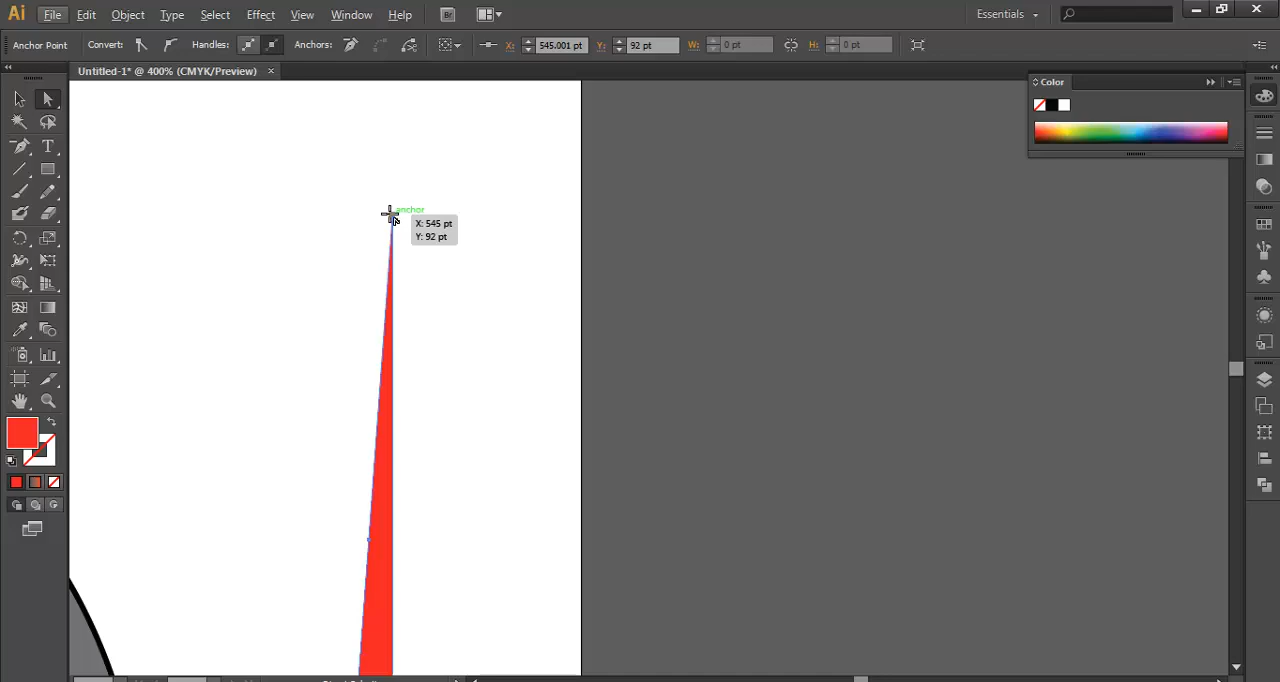 Ai File Edit Object Type Select Effect View Window Help Br Essentials
Anchor Point Convert: Handles: Anchors: X: 545.001 pt Y: 92 pt W: 0 pt H: 0 pt
Untitled-1* @ 400% (CMYK/Preview) ×
Color
anchor
X: 545 pt
Y: 92 pt
T